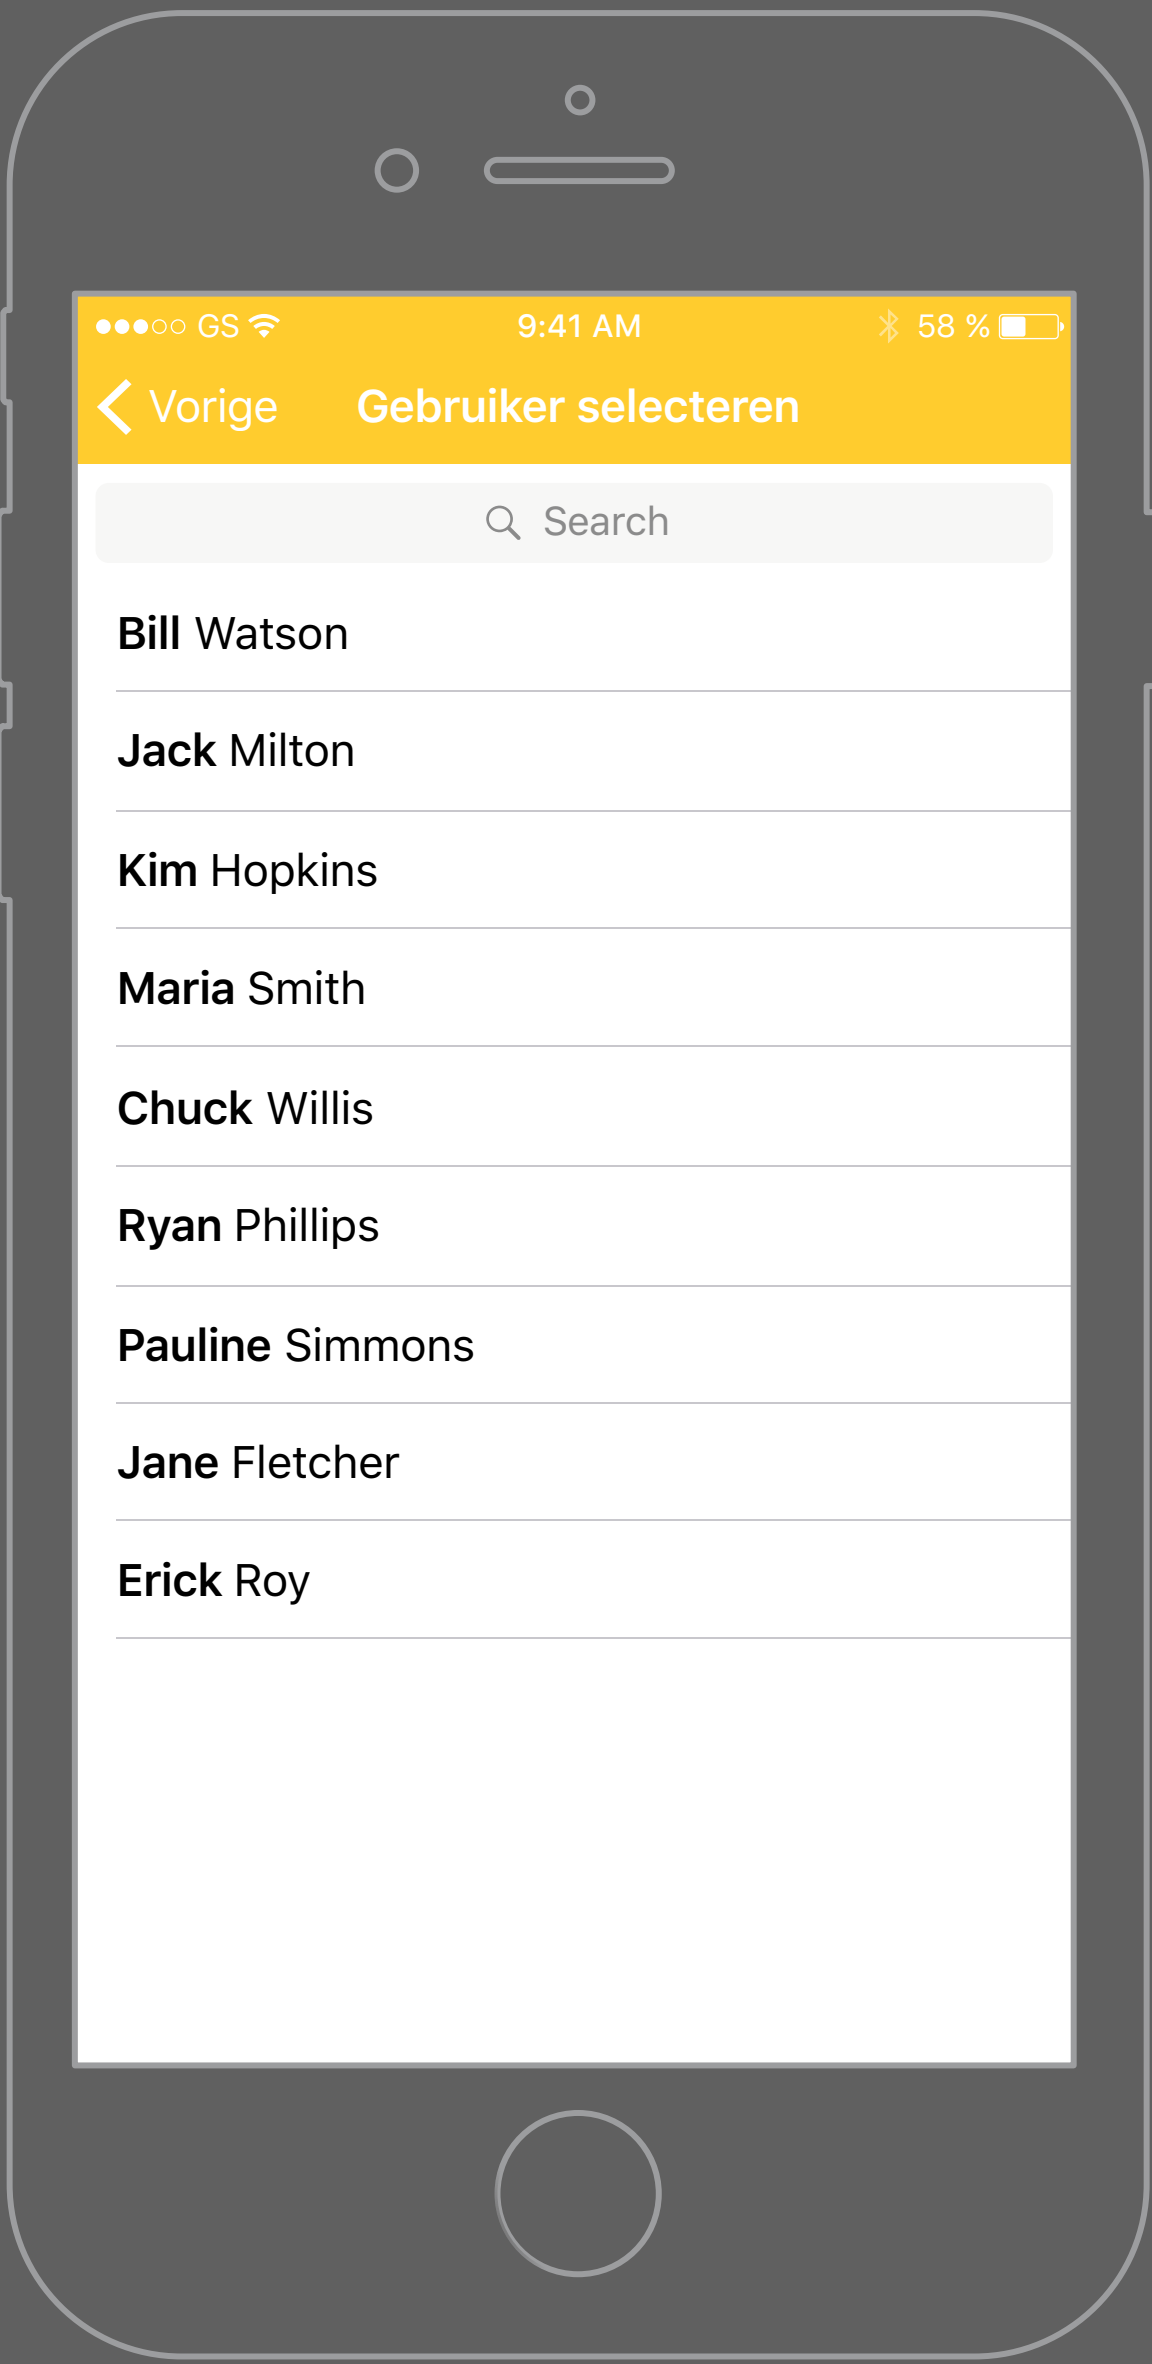 GS 9:41 AM 58 %
Vorige Gebruiker selecteren
Search
Bill Watson
Jack Milton
Kim Hopkins
Maria Smith
Chuck Willis
Ryan Phillips
Pauline Simmons
Jane Fletcher
Erick Roy